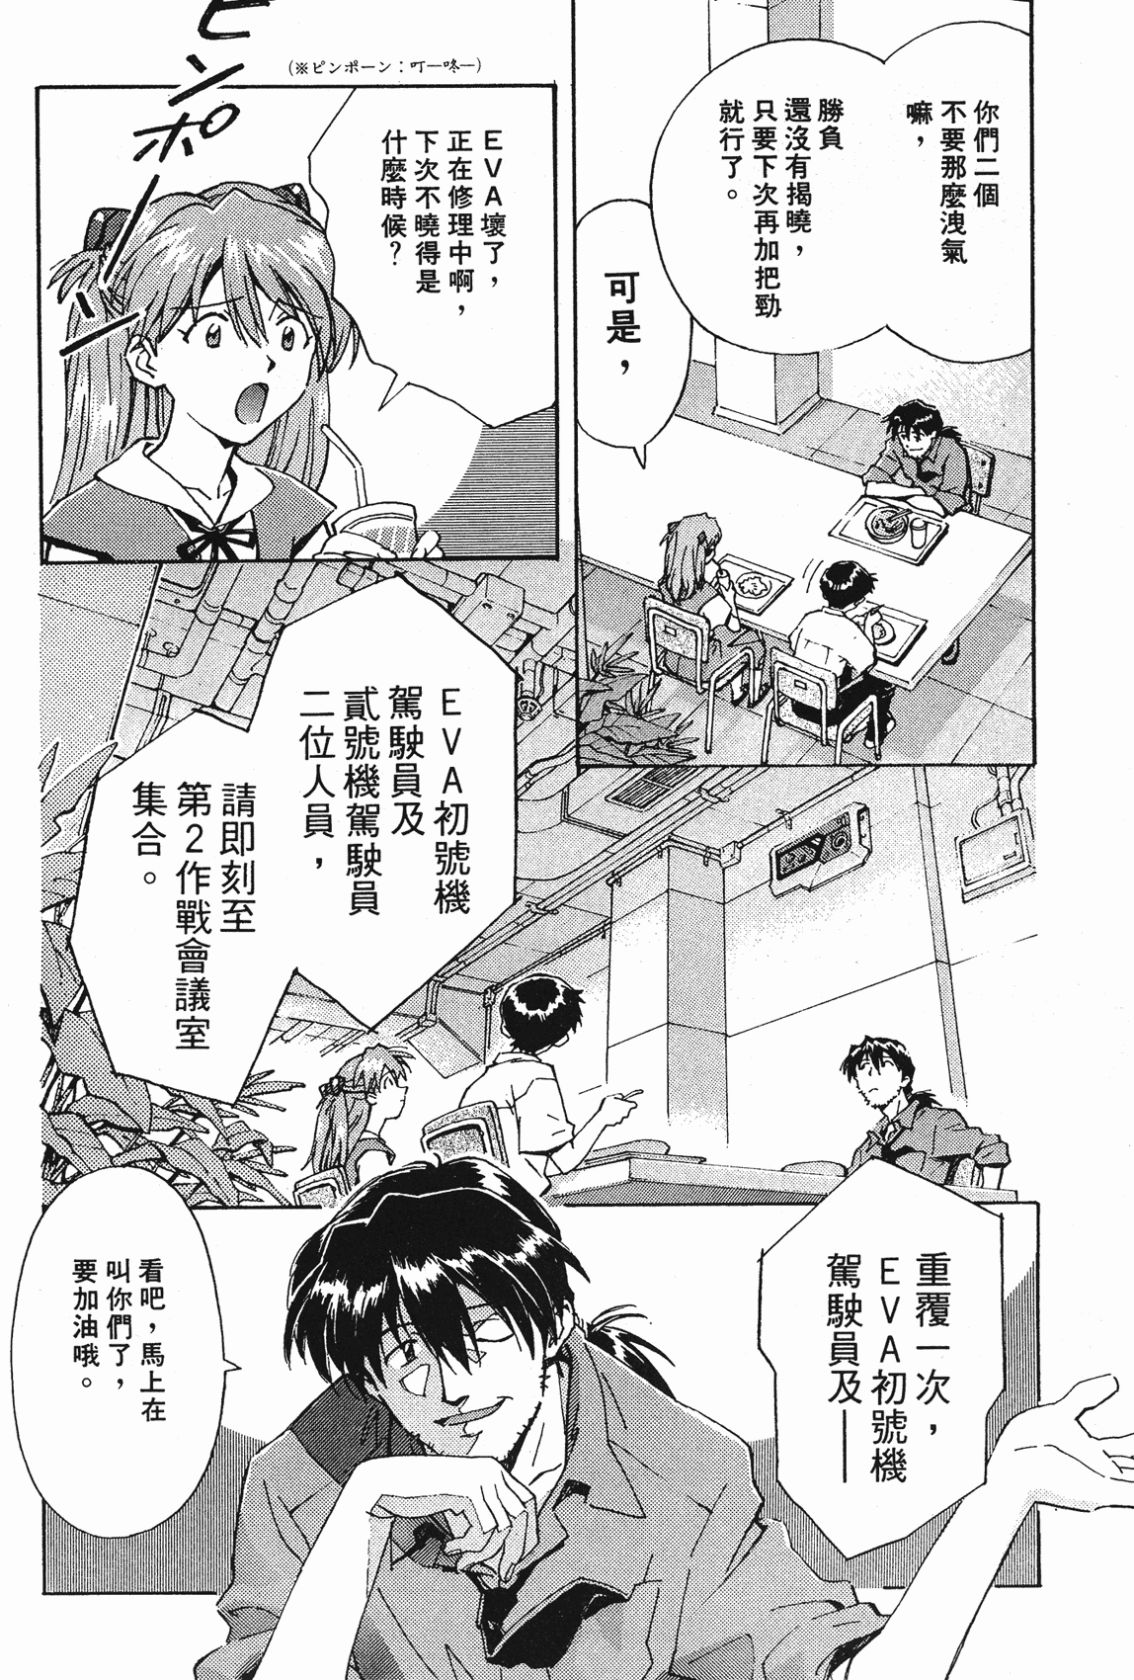 你們二個
不要那麼洩氣
嘛，
勝負
還沒有揭曉，
只要下次再加把勁
就行了。
可是，
ピンポーン
(※ピンポーン：叮—咚—)
EVA壞了，
正在修理中啊，
下次不曉得是
什麼時候？
EVA初號機
駕駛員及
貳號機駕駛員
二位人員，
請即刻至
第2作戰會議室
集合。
重覆一次，
EVA初號機
駕駛員及——
看吧，馬上在
叫你們了，
要加油哦。